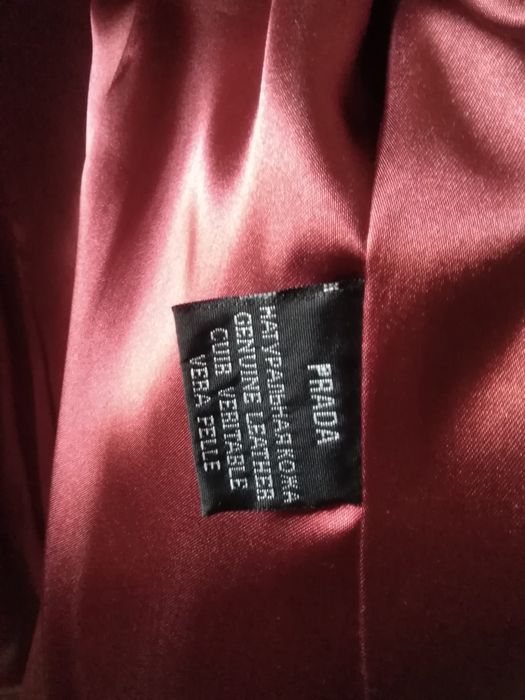 PRADA
НАТУРАЛЬНАЯ КОЖА
GENUINE LEATHER
CUIR VERITABLE
VERA PELLE